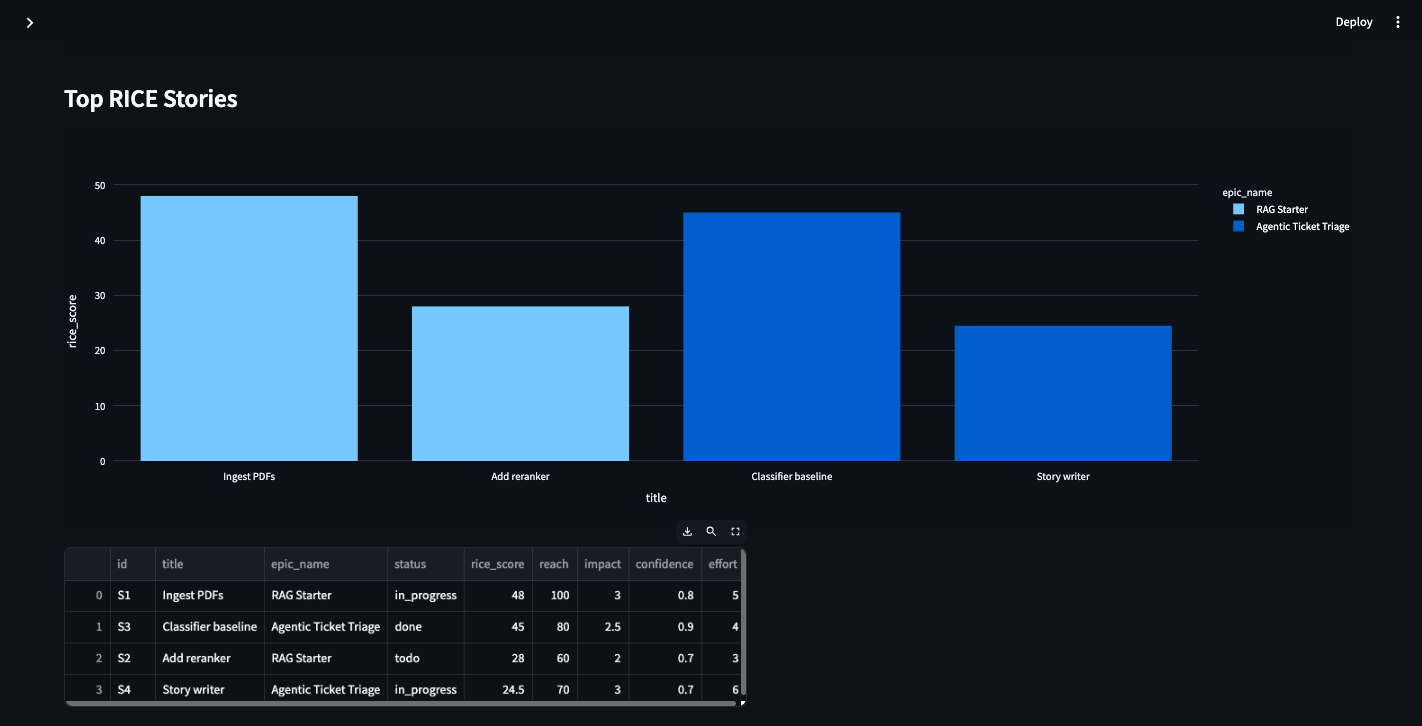 Deploy
Top RICE Stories
50
40
30
20
10
0
rice_score
Ingest PDFs
Add reranker
Classifier baseline
Story writer
title
epic_name
RAG Starter
Agentic Ticket Triage
id title epic_name status rice_score reach impact confidence effort
0 S1 Ingest PDFs RAG Starter in_progress 48 100 3 0.8 5
1 S3 Classifier baseline Agentic Ticket Triage done 45 80 2.5 0.9 4
2 S2 Add reranker RAG Starter todo 28 60 2 0.7 3
3 S4 Story writer Agentic Ticket Triage in_progress 24.5 70 3 0.7 6